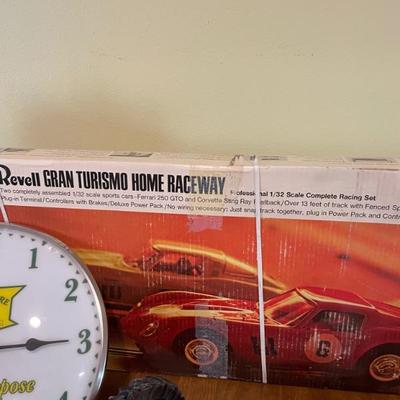 Revell GRAN TURISMO HOME RACEWAY
Professional 1/32 Scale Complete Racing Set
Two completely assembled 1/32 scale sports cars-Ferrari 250 GTO and Corvette Sting Ray Fastback/Over 13 feet of track with Fenced
Plug-in Terminal/Controllers with Brakes/Deluxe Power Pack/No wiring necessary: Just snap track together, plug in Power Pack and
6
1
2
3
4